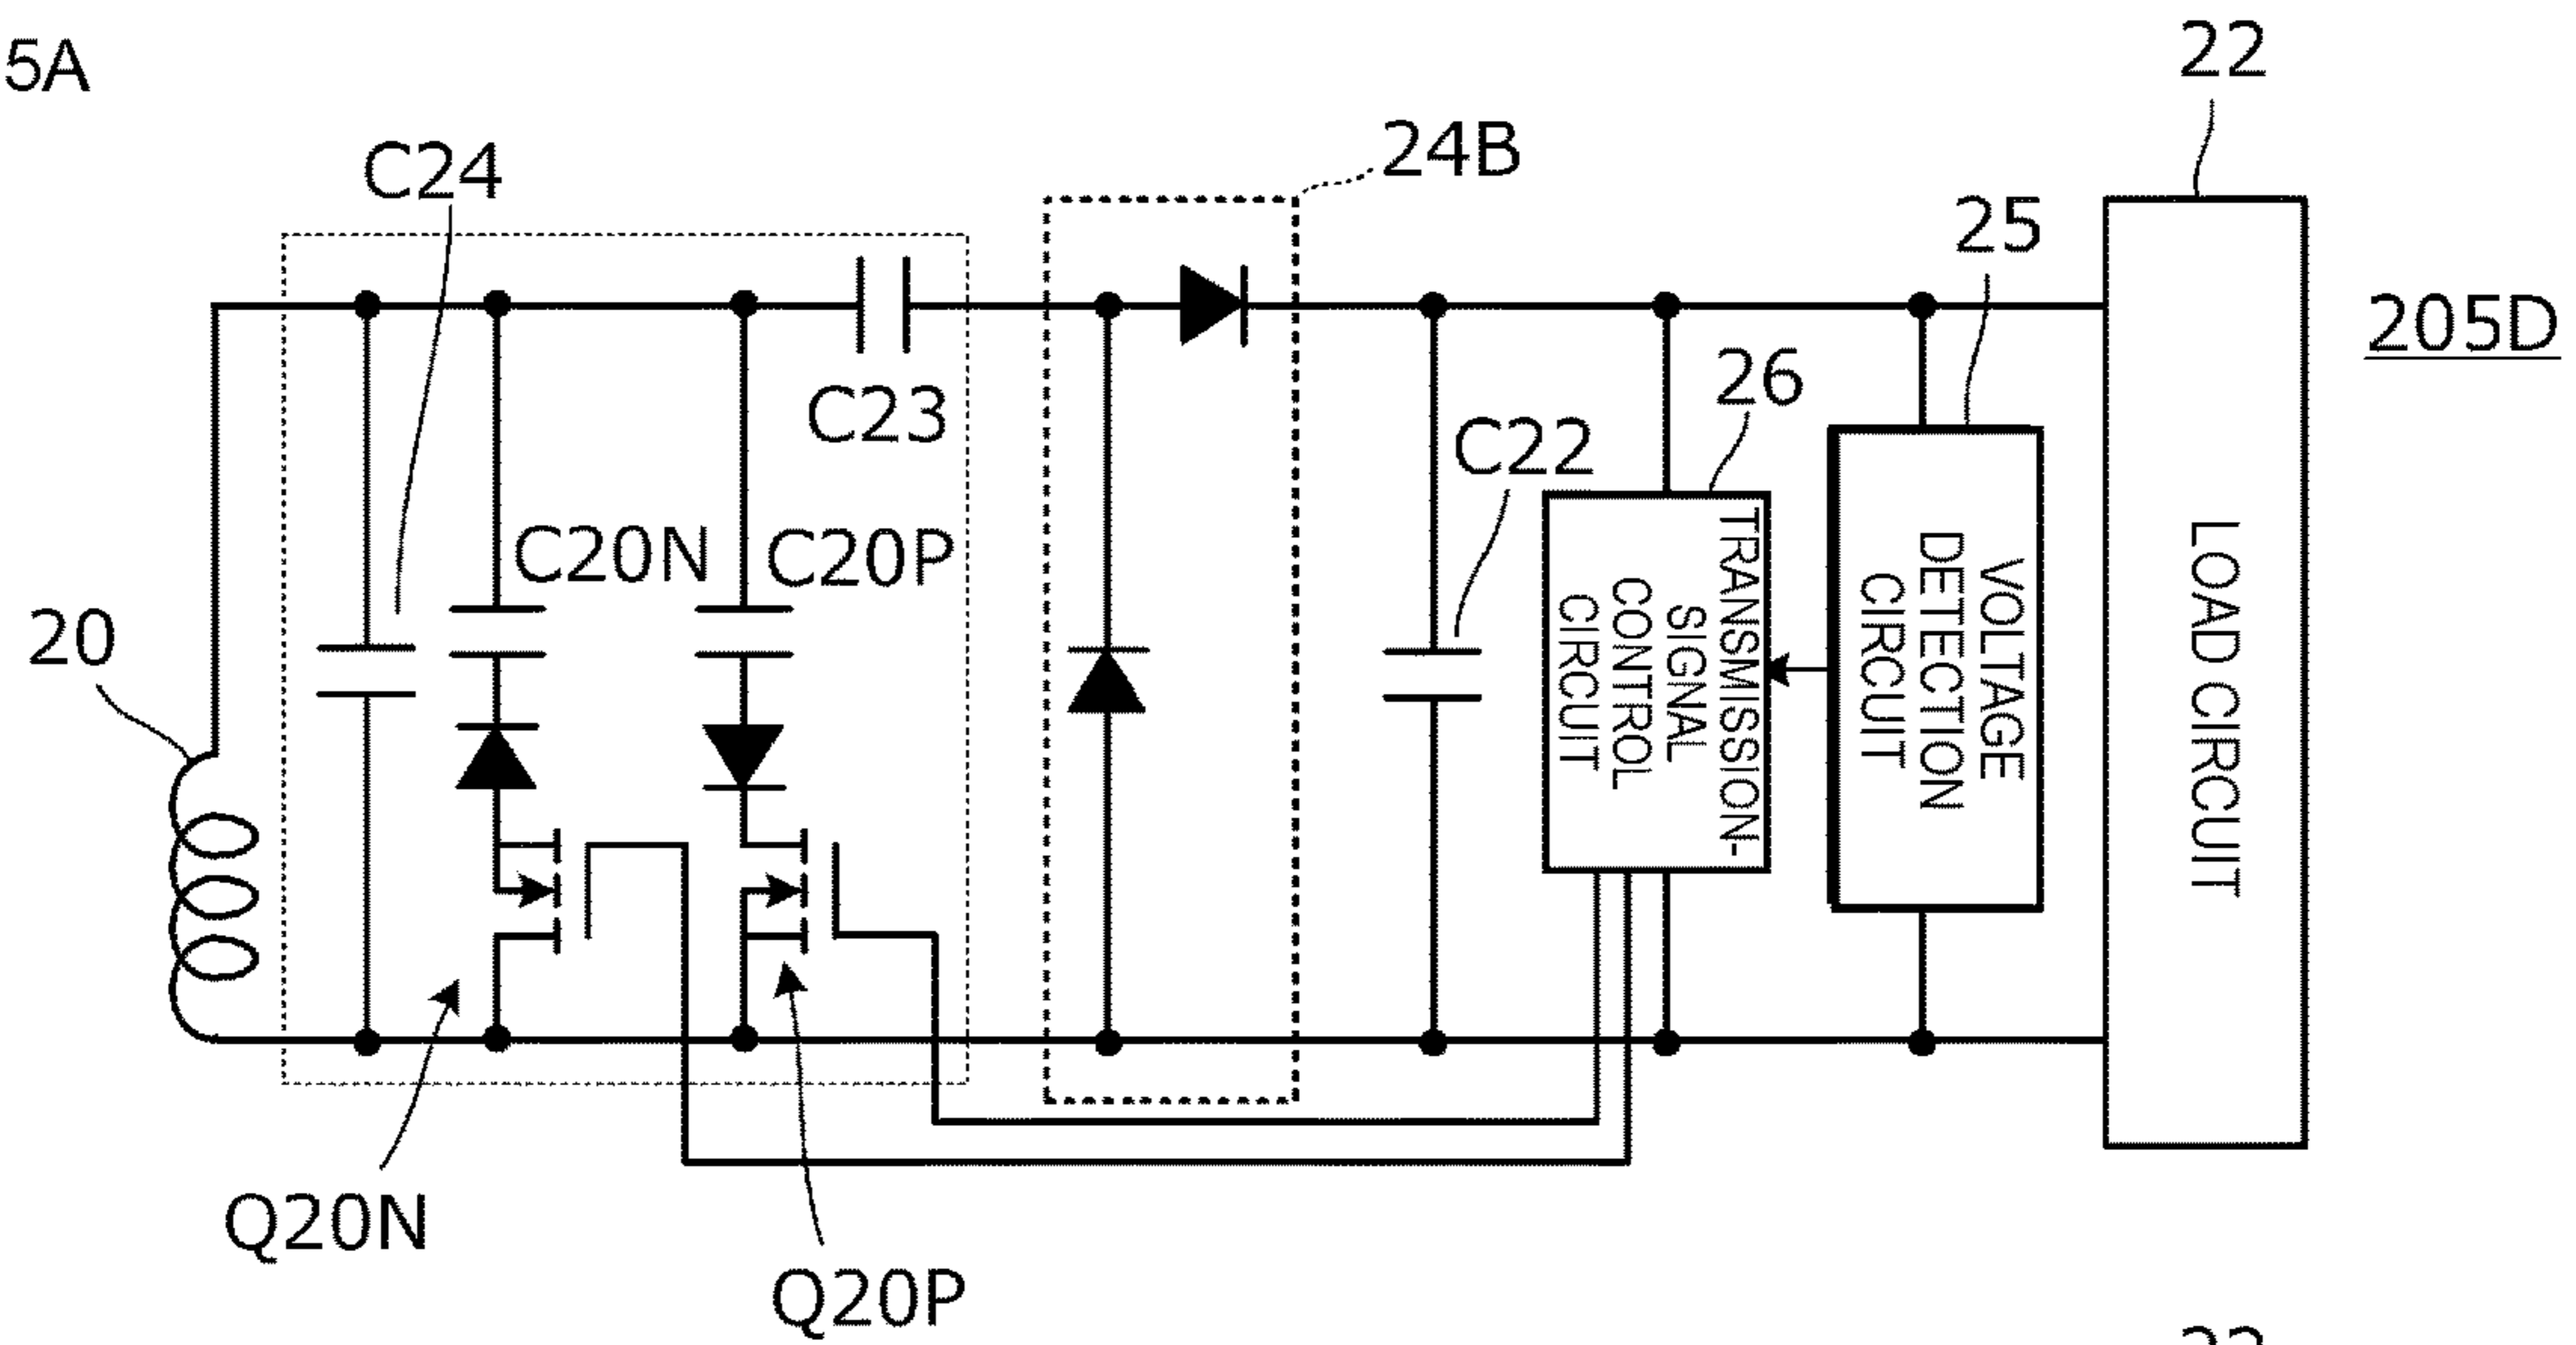 5A
22
24B
C24
25
205D
26
C23
C22
C20N
C20P
20
TRANSMISSION-
SIGNAL
CONTROL
CIRCUIT
VOLTAGE
DETECTION
CIRCUIT
LOAD CIRCUIT
Q20N
Q20P